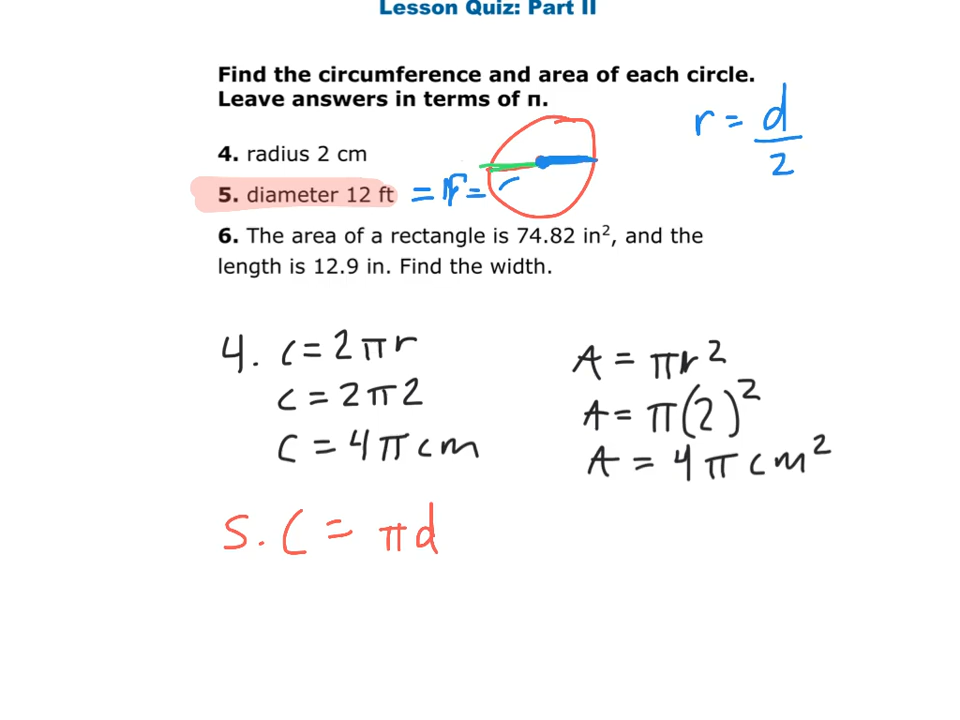 Lesson Quiz: Part II
Find the circumference and area of each circle.
Leave answers in terms of π.
r = d/2
4. radius 2 cm
5. diameter 12 ft = r =
6. The area of a rectangle is 74.82 in², and the
length is 12.9 in. Find the width.
4. C = 2πr
C = 2π2
C = 4π cm
A = πr²
A = π(2)²
A = 4π cm²
5. C = πd